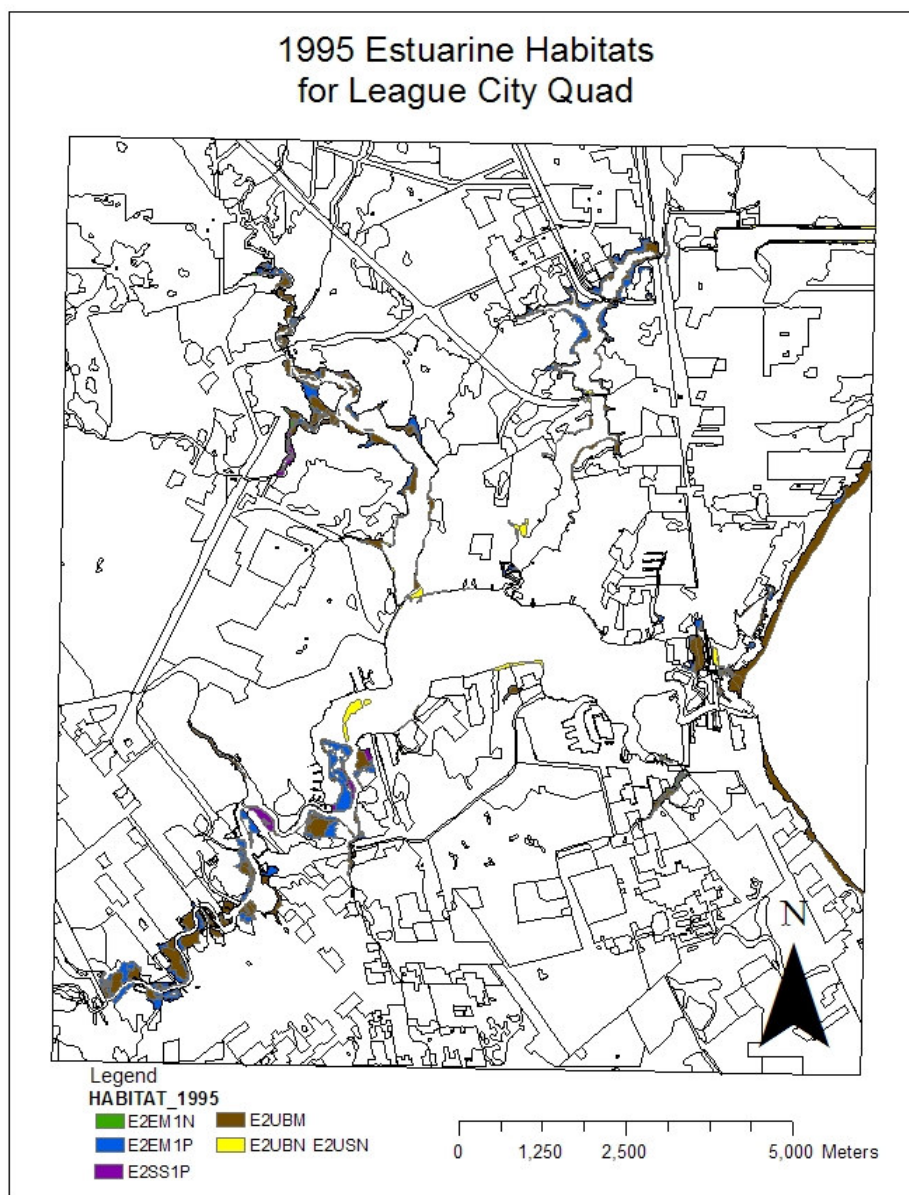 1995 Estuarine Habitats
for League City Quad
N
Legend
HABITAT_1995
E2EM1N E2UBM
E2EM1P E2UBN E2USN
E2SS1P
0 1,250 2,500 5,000 Meters